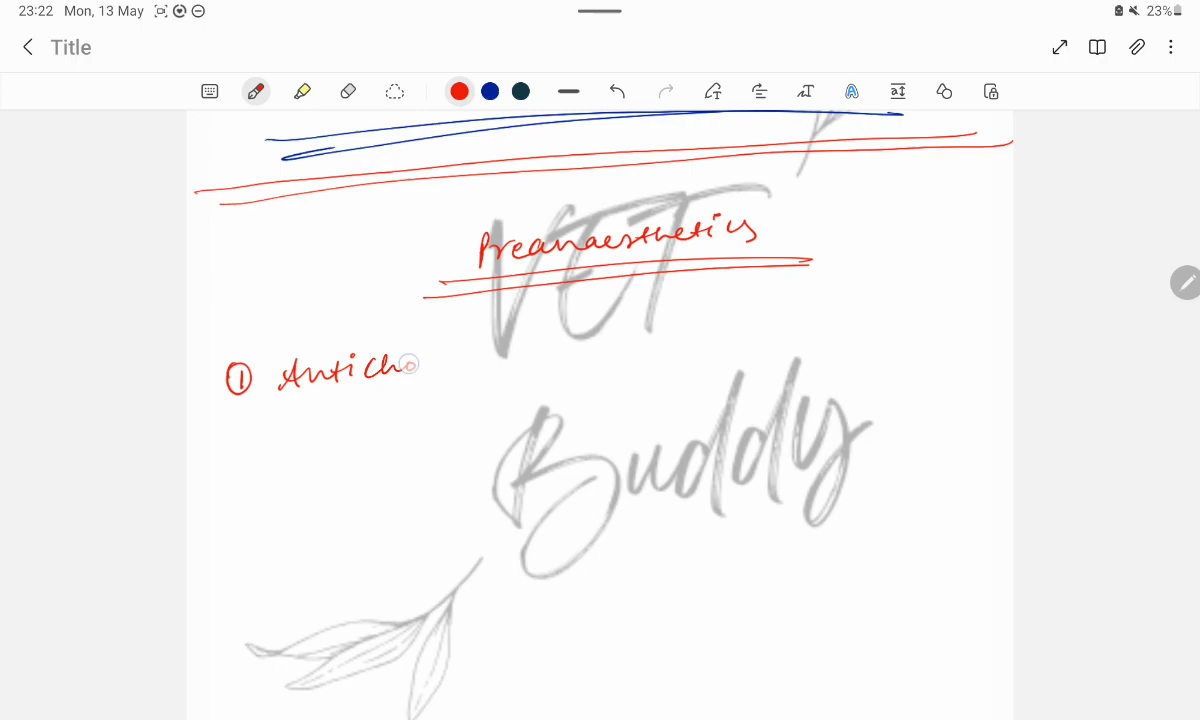 23:22 Mon, 13 May 23%
Title
VET
Preanaesthetics
① Anticho
Buddy